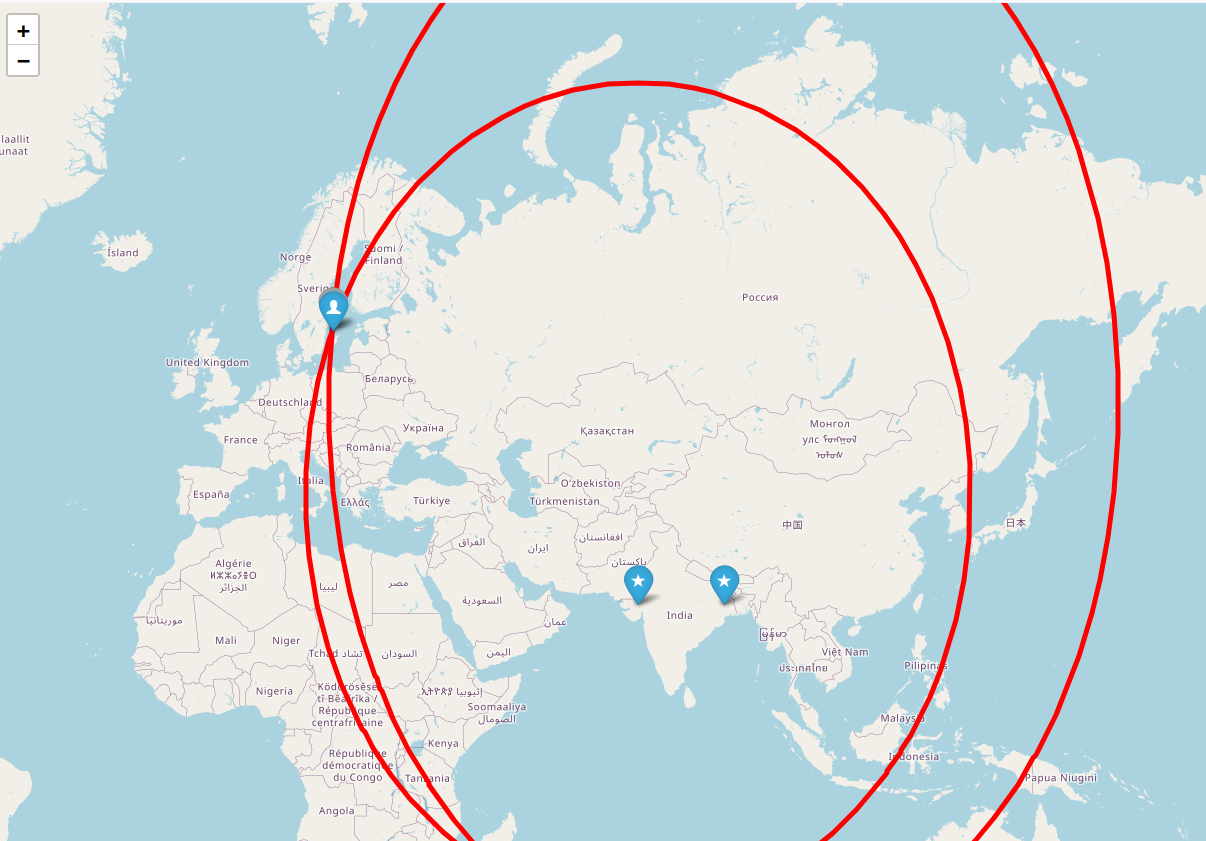 +
−
laallit
unaat
Ísland
Norge
Suomi /
Finland
Россия
United Kingdom
Беларусь
Deutschland
Україна
Монгол
улс
France
Қазақстан
România
Italia
España
Ελλάς
Türkiye
Oʻzbekiston
Türkmenistan
中国
日本
العراق
ایران
افغانستان
پاکستان
Algérie
ⵍⵣⵣⴰⵢⴻⵔ
الجزائر
ليبيا
مصر
السعودية
عمان
India
မြန်မာ
موريتانيا
Mali
Niger
Tchad تشاد
السودان
اليمن
Việt Nam
ประเทศไทย
Pilipinas
Nigeria
Ködörösêse
tî Bêafrîka /
République
centrafricaine
ኢትዮጵያ إثيوبيا
Soomaaliya
الصومال
Malaysia
Kenya
Indonesia
République
démocratique
du Congo
Tanzania
Papua Niugini
Angola